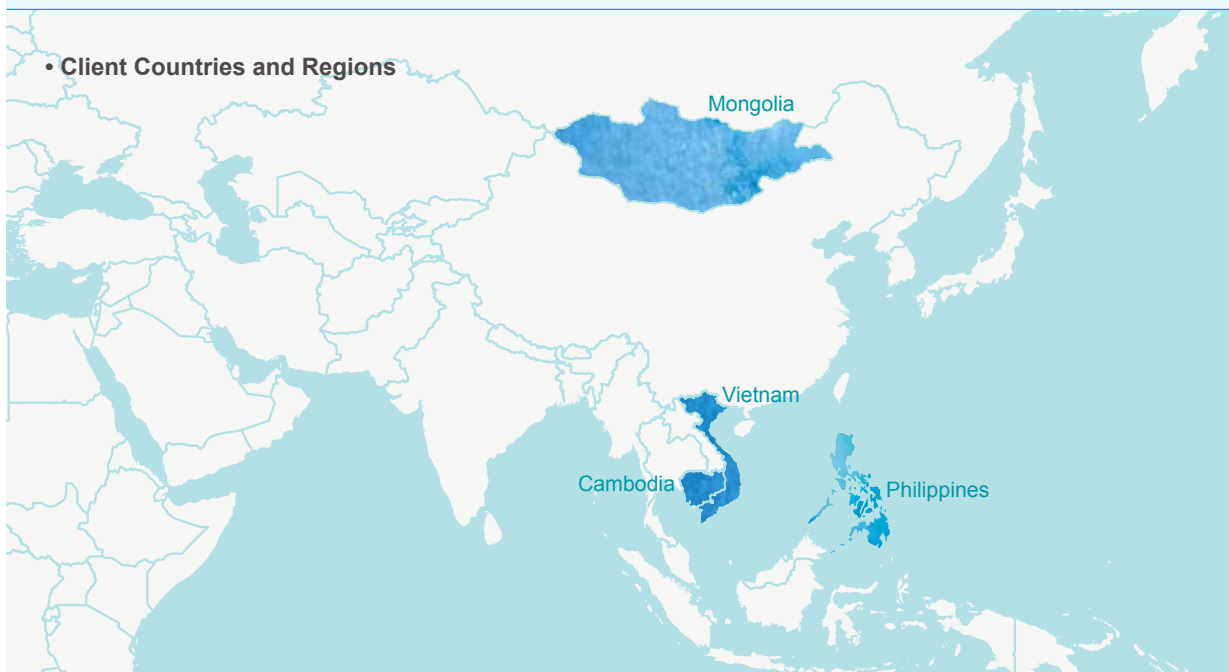 • Client Countries and Regions
Mongolia
Vietnam
Cambodia
Philippines